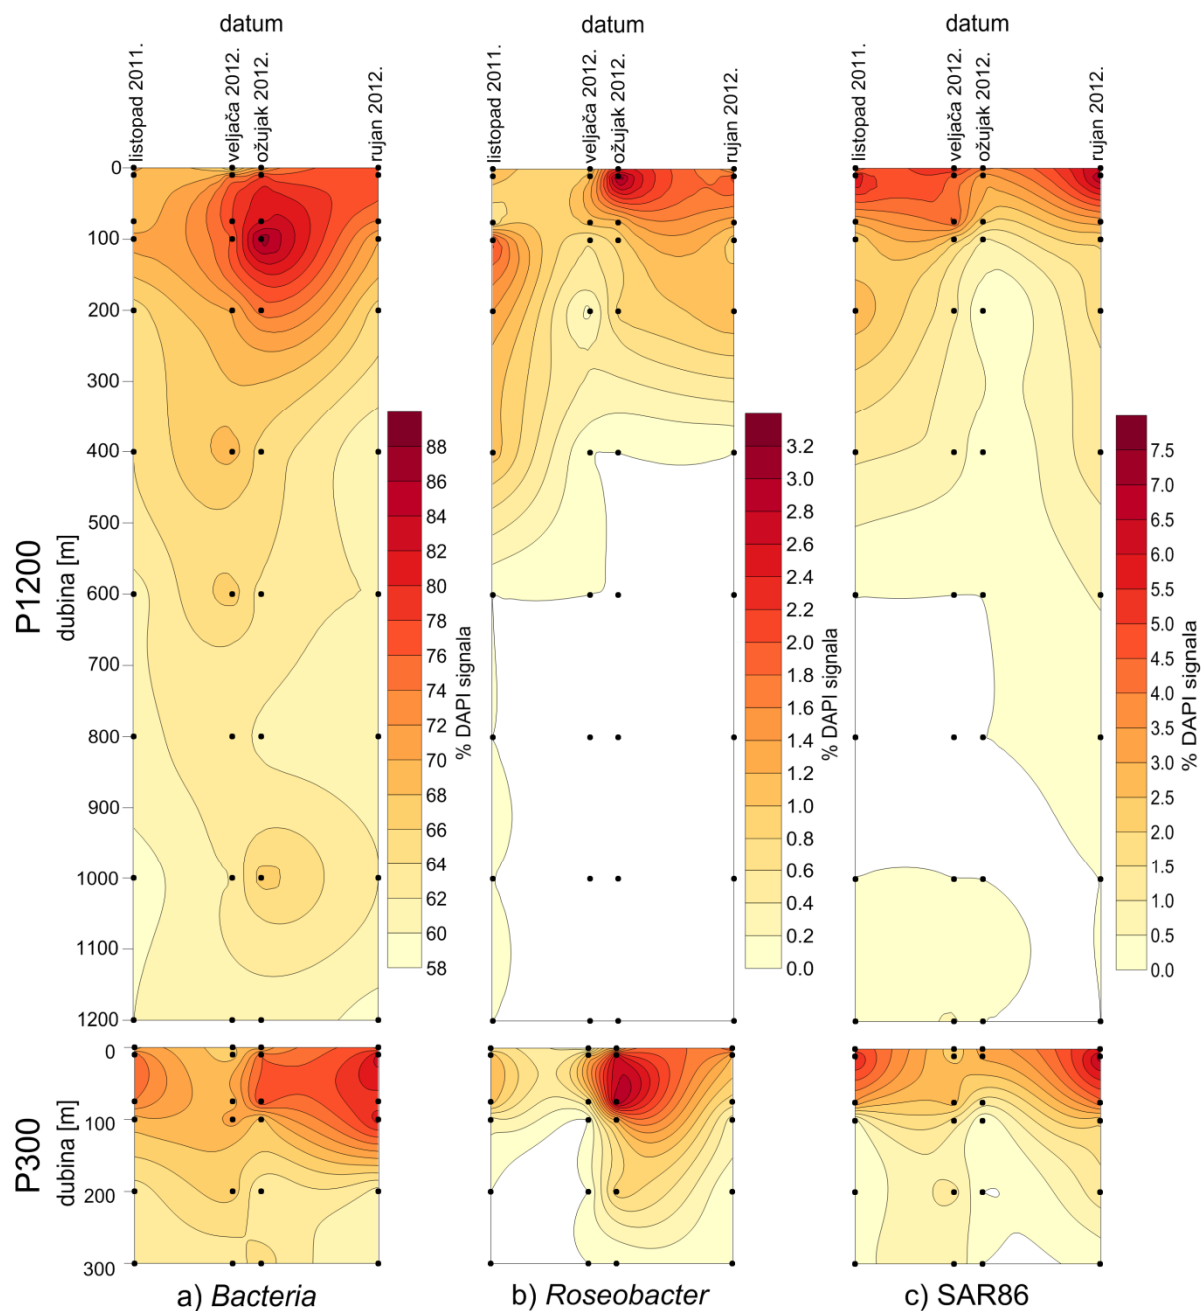 datum
datum
listopad 2011.
veljača 2012.
ožujak 2012.
rujan 2012.
listopad 2011.
veljača 2012.
ožujak 2012.
rujan 2012.
listopad 2011.
veljača 2012.
ožujak 2012.
rujan 2012.
P1200
dubina [m]
0
100
200
300
400
500
600
700
800
900
1000
1100
1200
88
86
84
82
80
78
76
74
72
70
68
66
64
62
60
58
% DAPI signala
3.2
3.0
2.8
2.6
2.4
2.2
2.0
1.8
1.6
1.4
1.2
1.0
0.8
0.6
0.4
0.2
0.0
% DAPI signala
7.5
7.0
6.5
6.0
5.5
5.0
4.5
4.0
3.5
3.0
2.5
2.0
1.5
1.0
0.5
0.0
% DAPI signala
P300
dubina [m]
0
100
200
300
a) Bacteria
b) Roseobacter
c) SAR86